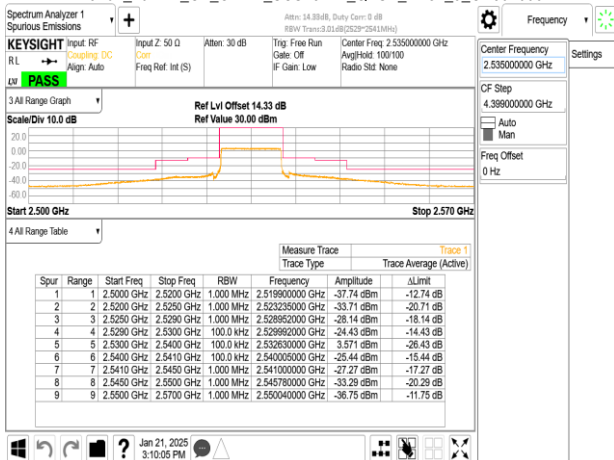 Spectrum Analyzer 1
Spurious Emissions
Attn: 14.33dB, Duty Corr: 0 dB
RBW Trans:3.01dB(2529~2541MHz)
Frequency
KEYSIGHT
RL
PASS
Input: RF
Coupling: DC
Align: Auto
Input Z: 50 Ω
Corr
Freq Ref: Int (S)
Atten: 30 dB
Trig: Free Run
Gate: Off
IF Gain: Low
Center Freq: 2.535000000 GHz
Avg|Hold: 100/100
Radio Std: None
Center Frequency
2.535000000 GHz
Settings
CF Step
4.399000000 GHz
Auto
Man
Freq Offset
0 Hz
3 All Range Graph
Scale/Div 10.0 dB
Ref Lvl Offset 14.33 dB
Ref Value 30.00 dBm
20.0
0.00
-20.0
-40.0
-60.0
Start 2.500 GHz
Stop 2.570 GHz
4 All Range Table
Measure Trace Trace 1
Trace Type Trace Average (Active)
Spur Range Start Freq Stop Freq RBW Frequency Amplitude ΔLimit
1 1 2.5000 GHz 2.5200 GHz 1.000 MHz 2.519900000 GHz -37.74 dBm -12.74 dB
2 2 2.5200 GHz 2.5250 GHz 1.000 MHz 2.523235000 GHz -33.71 dBm -20.71 dB
3 3 2.5250 GHz 2.5290 GHz 1.000 MHz 2.528952000 GHz -28.14 dBm -18.14 dB
4 4 2.5290 GHz 2.5300 GHz 100.0 kHz 2.529992000 GHz -24.43 dBm -14.43 dB
5 5 2.5300 GHz 2.5400 GHz 100.0 kHz 2.532630000 GHz 3.571 dBm -26.43 dB
6 6 2.5400 GHz 2.5410 GHz 100.0 kHz 2.540005000 GHz -25.44 dBm -15.44 dB
7 7 2.5410 GHz 2.5450 GHz 1.000 MHz 2.541000000 GHz -27.27 dBm -17.27 dB
8 8 2.5450 GHz 2.5500 GHz 1.000 MHz 2.545780000 GHz -33.29 dBm -20.29 dB
9 9 2.5500 GHz 2.5700 GHz 1.000 MHz 2.550040000 GHz -36.75 dBm -11.75 dB
Jan 21, 2025
3:10:05 PM